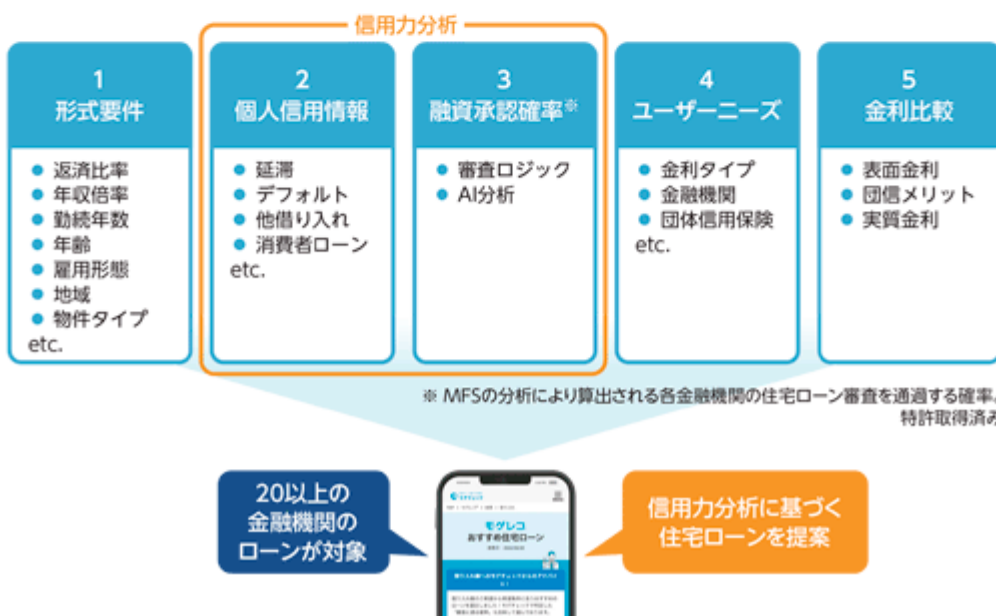 信用力分析
1
形式要件
返済比率
年収倍率
勤続年数
年齢
雇用形態
地域
物件タイプ
etc.
2
個人信用情報
延滞
デフォルト
他借り入れ
消費者ローン
etc.
3
融資承認確率※
審査ロジック
AI分析
4
ユーザーニーズ
金利タイプ
金融機関
団体信用保険
etc.
5
金利比較
表面金利
団信メリット
実質金利
※ MFSの分析により算出される各金融機関の住宅ローン審査を通過する確率。
特許取得済み
20以上の
金融機関の
ローンが対象
モゲレコ
おすすめ住宅ローン
信用力分析に基づく
住宅ローンを提案